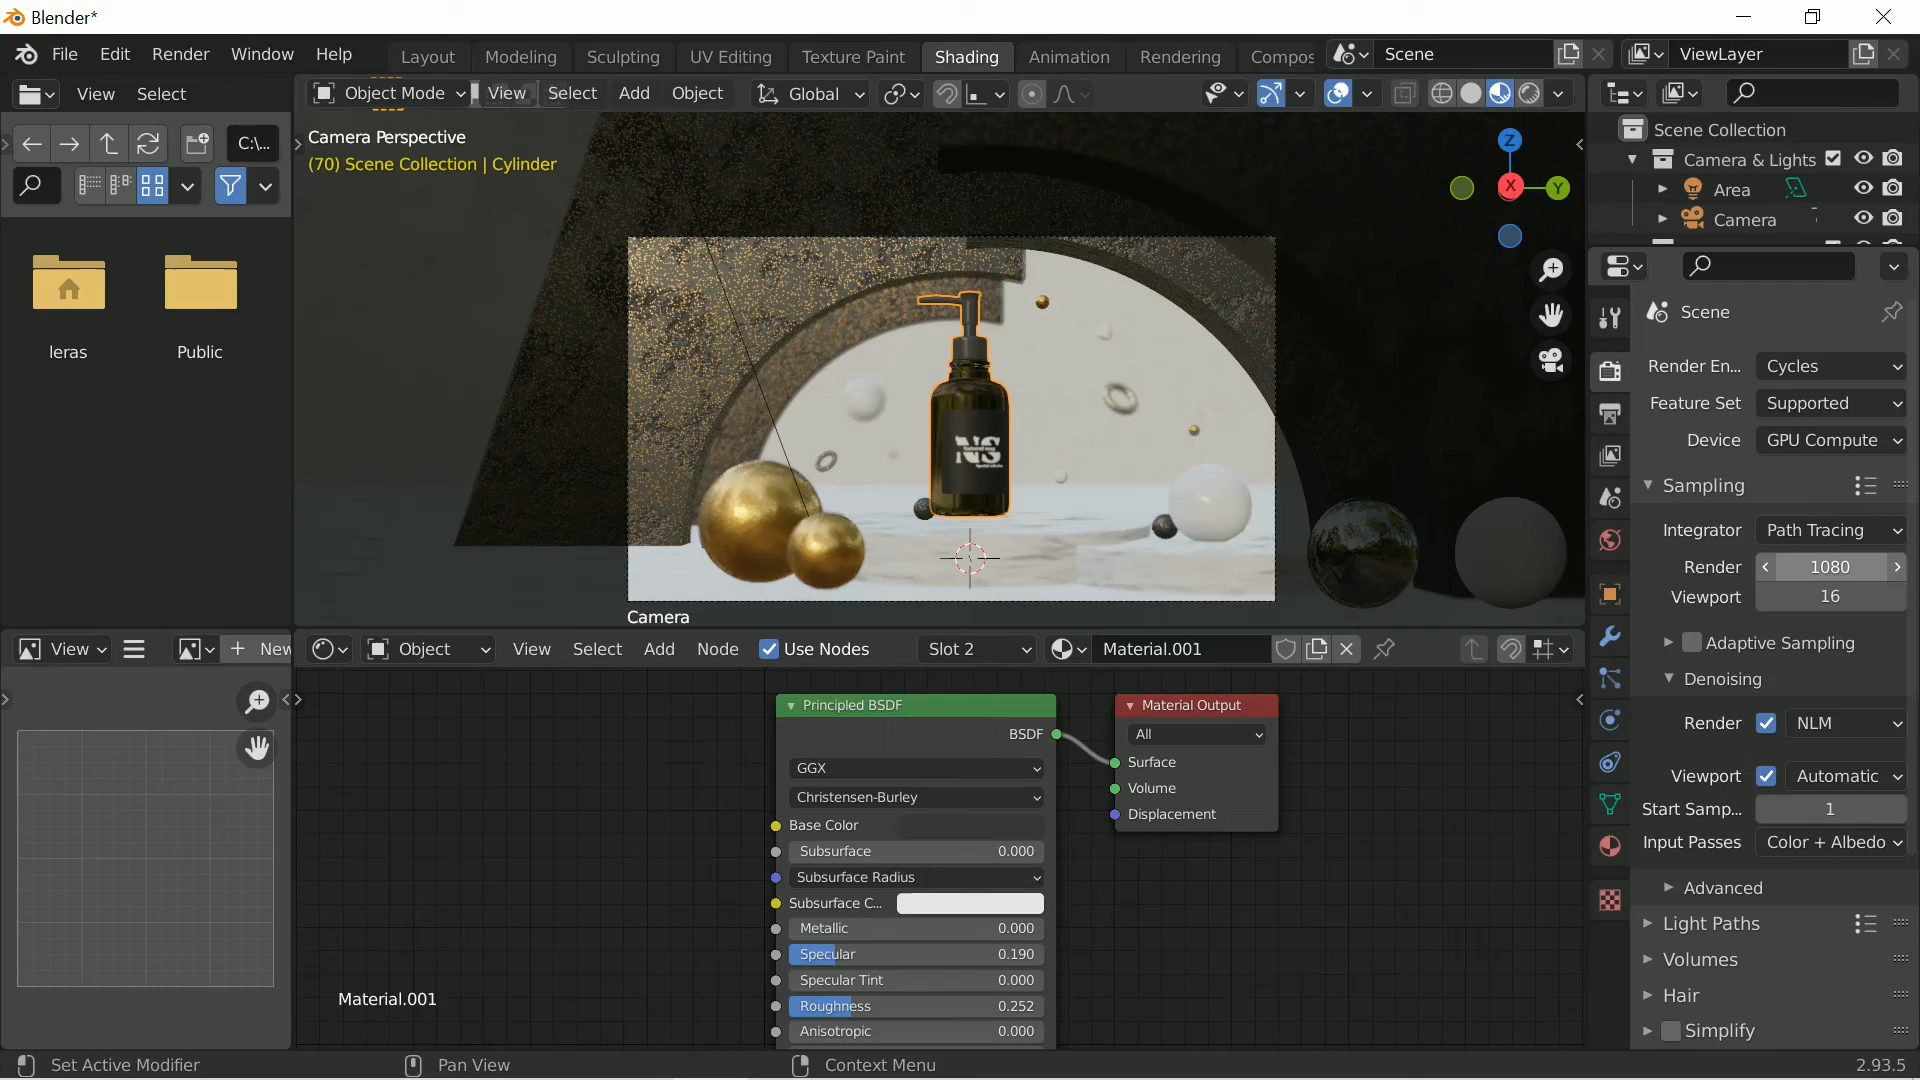 Blender*
File Edit Render Window Help
Layout Modeling Sculpting UV Editing Texture Paint Shading Animation Rendering Compos
Scene
ViewLayer
View Select
Object Mode View Select Add Object Global
C:\...
leras Public
Camera Perspective
(70) Scene Collection | Cylinder
Z
X
Y
NS
Camera
Scene Collection
Camera & Lights
Area
Camera
Scene
Render En... Cycles
Feature Set Supported
Device GPU Compute
Sampling
Integrator Path Tracing
Render 1080
Viewport 16
Adaptive Sampling
Denoising
Render NLM
Viewport Automatic
Start Samp... 1
Input Passes Color + Albedo
Advanced
Light Paths
Volumes
Hair
Simplify
View New
Object View Select Add Node Use Nodes Slot 2 Material.001
Principled BSDF
BSDF
GGX
Christensen-Burley
Base Color
Subsurface 0.000
Subsurface Radius
Subsurface C...
Metallic 0.000
Specular 0.190
Specular Tint 0.000
Roughness 0.252
Anisotropic 0.000
Material Output
All
Surface
Volume
Displacement
Material.001
Set Active Modifier Pan View Context Menu 2.93.5